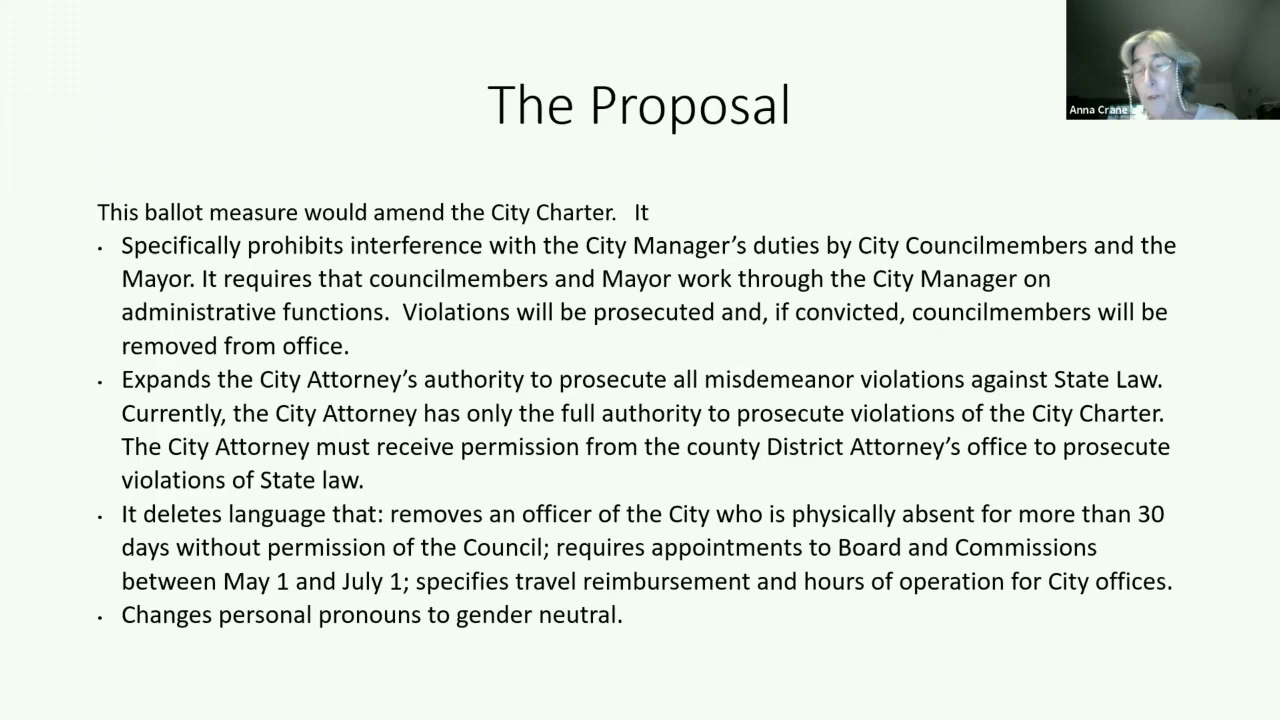 The Proposal
Anna Crane
This ballot measure would amend the City Charter.   It
• Specifically prohibits interference with the City Manager’s duties by City Councilmembers and the
Mayor. It requires that councilmembers and Mayor work through the City Manager on
administrative functions.  Violations will be prosecuted and, if convicted, councilmembers will be
removed from office.
• Expands the City Attorney’s authority to prosecute all misdemeanor violations against State Law.
Currently, the City Attorney has only the full authority to prosecute violations of the City Charter.
The City Attorney must receive permission from the county District Attorney’s office to prosecute
violations of State law.
• It deletes language that: removes an officer of the City who is physically absent for more than 30
days without permission of the Council; requires appointments to Board and Commissions
between May 1 and July 1; specifies travel reimbursement and hours of operation for City offices.
• Changes personal pronouns to gender neutral.